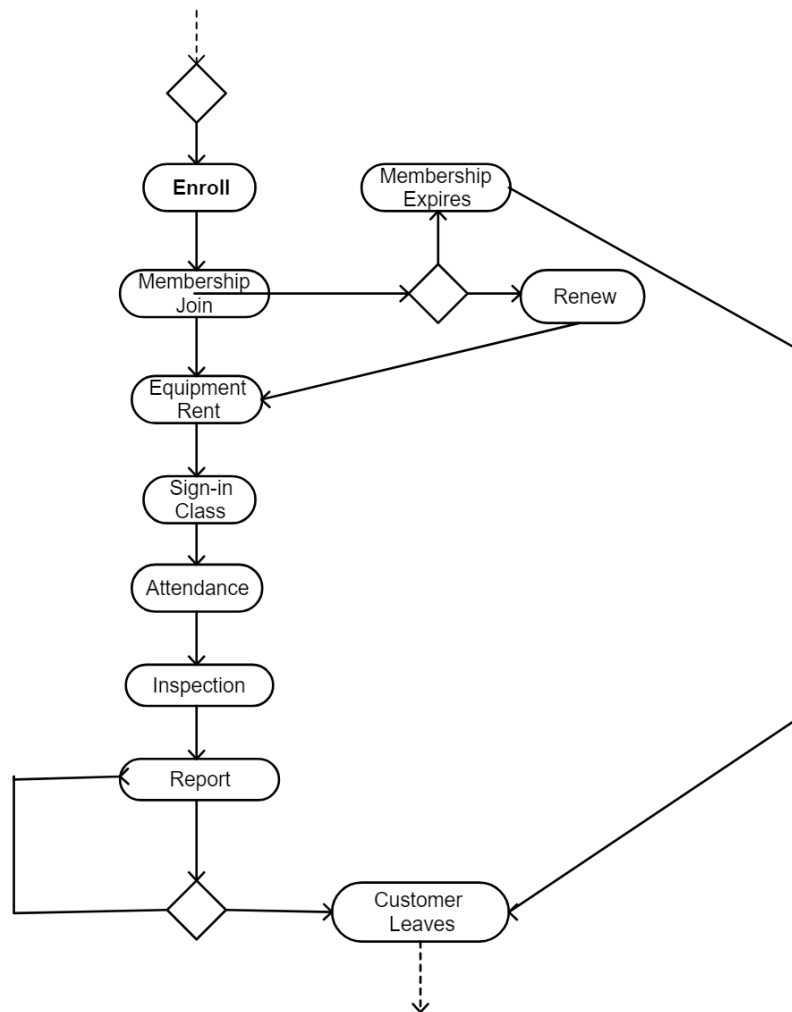 Enroll
Membership
Expires
Membership
Join
Renew
Equipment
Rent
Sign-in
Class
Attendance
Inspection
Report
Customer
Leaves